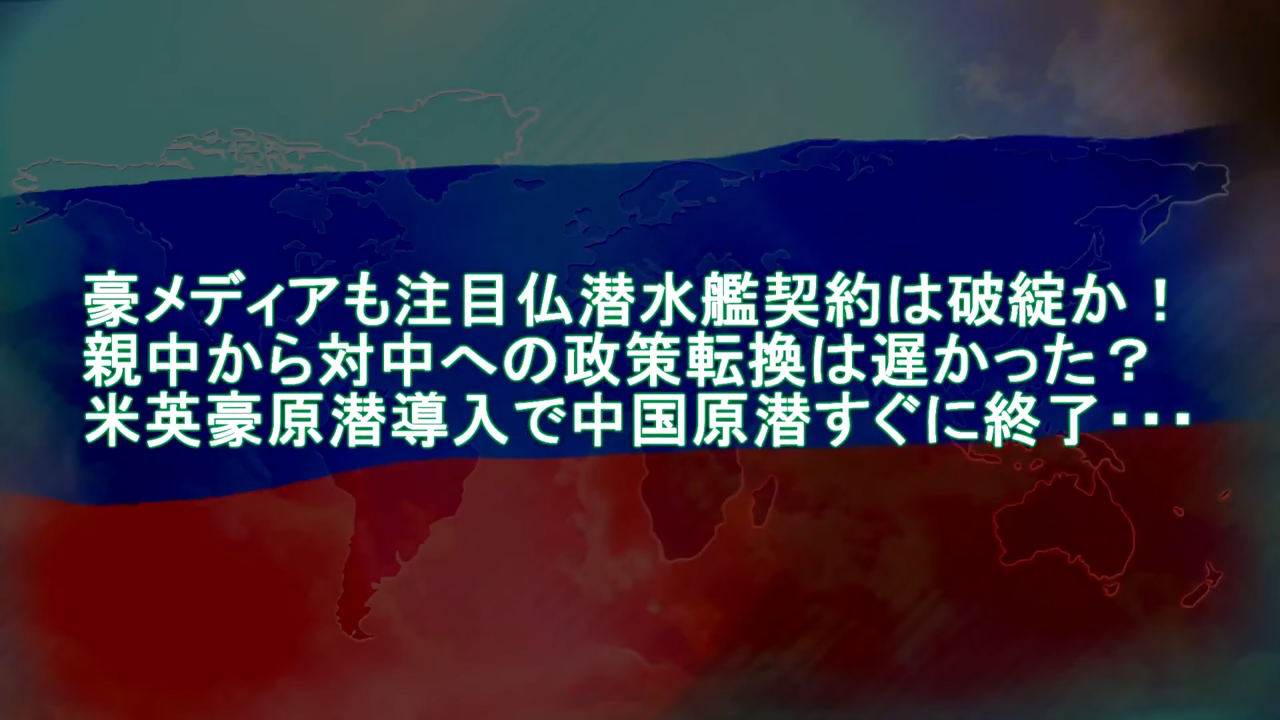 豪メディアも注目仏潜水艦契約は破綻か！
親中から対中への政策転換は遅かった？
米英豪原潜導入で中国原潜すぐに終了・・・